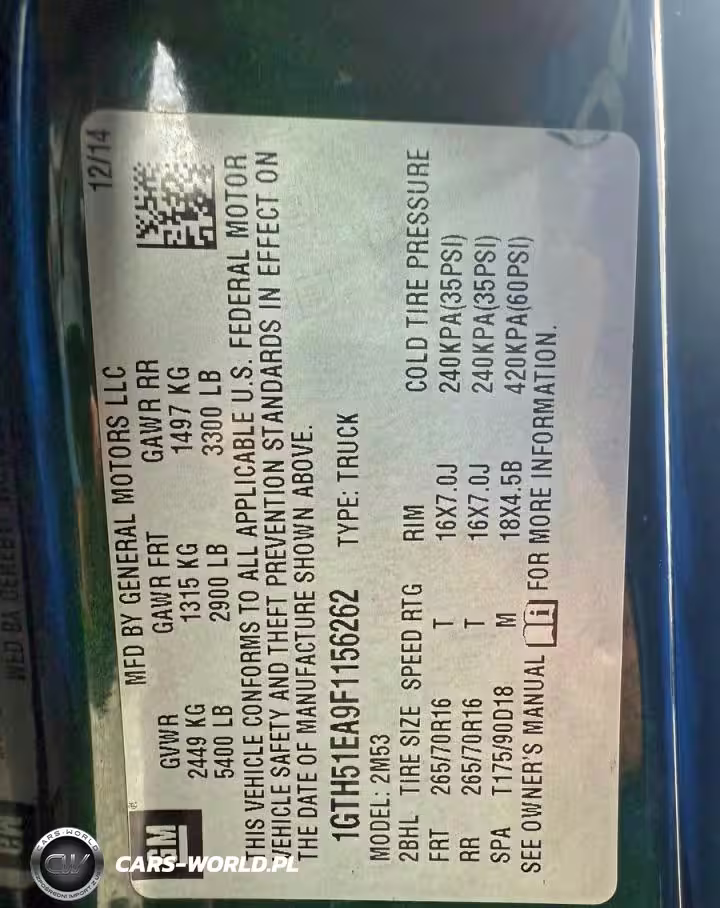 12/14
MFD BY GENERAL MOTORS LLC
GVWR GAWR FRT GAWR RR
2449 KG 1315 KG 1497 KG
5400 LB 2900 LB 3300 LB
THIS VEHICLE CONFORMS TO ALL APPLICABLE U.S. FEDERAL MOTOR
VEHICLE SAFETY AND THEFT PREVENTION STANDARDS IN EFFECT ON
THE DATE OF MANUFACTURE SHOWN ABOVE.
1GTH51EA9F1156262 TYPE: TRUCK
MODEL: 2M53
2BHL TIRE SIZE SPEED RTG RIM COLD TIRE PRESSURE
FRT 265/70R16 T 16X7.0J 240KPA(35PSI)
RR 265/70R16 T 16X7.0J 240KPA(35PSI)
SPA T175/90D18 M 18X4.5B 420KPA(60PSI)
SEE OWNER'S MANUAL i FOR MORE INFORMATION.
GM
CARS-WORLD
CW
CARS-WORLD.PL